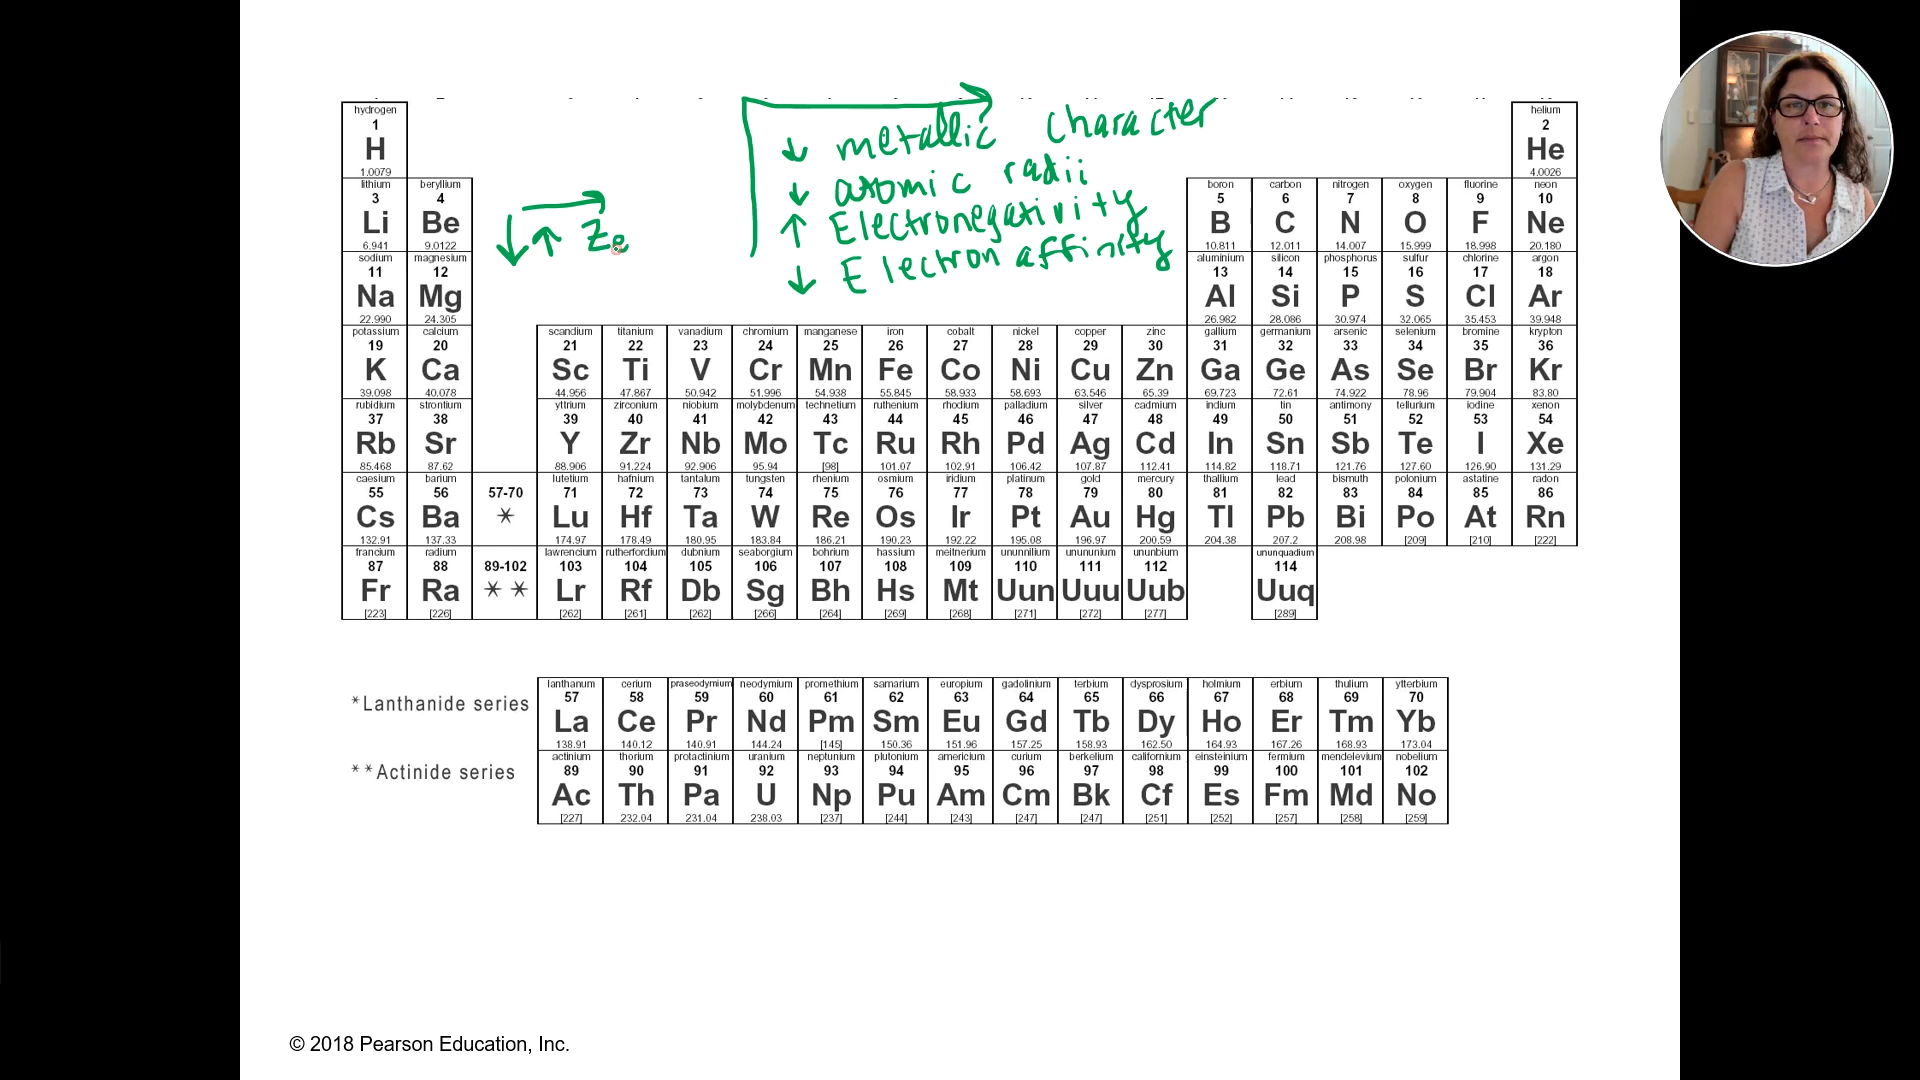 ↓ metallic character
↓ atomic radii
↑ Electronegativity
↓ Electron affinity
↑ Ze
hydrogen helium
1 2
H He
1.0079 4.0026
lithium beryllium boron carbon nitrogen oxygen fluorine neon
3 4 5 6 7 8 9 10
Li Be B C N O F Ne
6.941 9.0122 10.811 12.011 14.007 15.999 18.998 20.180
sodium magnesium aluminium silicon phosphorus sulfur chlorine argon
11 12 13 14 15 16 17 18
Na Mg Al Si P S Cl Ar
22.990 24.305 26.982 28.086 30.974 32.065 35.453 39.948
potassium calcium scandium titanium vanadium chromium manganese iron cobalt nickel copper zinc gallium germanium arsenic selenium bromine krypton
19 20 21 22 23 24 25 26 27 28 29 30 31 32 33 34 35 36
K Ca Sc Ti V Cr Mn Fe Co Ni Cu Zn Ga Ge As Se Br Kr
39.098 40.078 44.956 47.867 50.942 51.996 54.938 55.845 58.933 58.693 63.546 65.39 69.723 72.61 74.922 78.96 79.904 83.80
rubidium strontium yttrium zirconium niobium molybdenum technetium ruthenium rhodium palladium silver cadmium indium tin antimony tellurium iodine xenon
37 38 39 40 41 42 43 44 45 46 47 48 49 50 51 52 53 54
Rb Sr Y Zr Nb Mo Tc Ru Rh Pd Ag Cd In Sn Sb Te I Xe
85.468 87.62 88.906 91.224 92.906 95.94 [98] 101.07 102.91 106.42 107.87 112.41 114.82 118.71 121.76 127.60 126.90 131.29
caesium barium lutetium hafnium tantalum tungsten rhenium osmium iridium platinum gold mercury thallium lead bismuth polonium astatine radon
55 56 57-70 71 72 73 74 75 76 77 78 79 80 81 82 83 84 85 86
Cs Ba * Lu Hf Ta W Re Os Ir Pt Au Hg Tl Pb Bi Po At Rn
132.91 137.33 174.97 178.49 180.95 183.84 186.21 190.23 192.22 195.08 196.97 200.59 204.38 207.2 208.98 [209] [210] [222]
francium radium lawrencium rutherfordium dubnium seaborgium bohrium hassium meitnerium ununnilium unununium ununbium ununquadium
87 88 89-102 103 104 105 106 107 108 109 110 111 112 114
Fr Ra * * Lr Rf Db Sg Bh Hs Mt Uun Uuu Uub Uuq
[223] [226] [262] [261] [262] [266] [264] [269] [268] [271] [272] [277] [289]
lanthanum cerium praseodymium neodymium promethium samarium europium gadolinium terbium dysprosium holmium erbium thulium ytterbium
*Lanthanide series 57 58 59 60 61 62 63 64 65 66 67 68 69 70
La Ce Pr Nd Pm Sm Eu Gd Tb Dy Ho Er Tm Yb
138.91 140.12 140.91 144.24 [145] 150.36 151.96 157.25 158.93 162.50 164.93 167.26 168.93 173.04
actinium thorium protactinium uranium neptunium plutonium americium curium berkelium californium einsteinium fermium mendelevium nobelium
**Actinide series 89 90 91 92 93 94 95 96 97 98 99 100 101 102
Ac Th Pa U Np Pu Am Cm Bk Cf Es Fm Md No
[227] 232.04 231.04 238.03 [237] [244] [243] [247] [247] [251] [252] [257] [258] [259]
© 2018 Pearson Education, Inc.